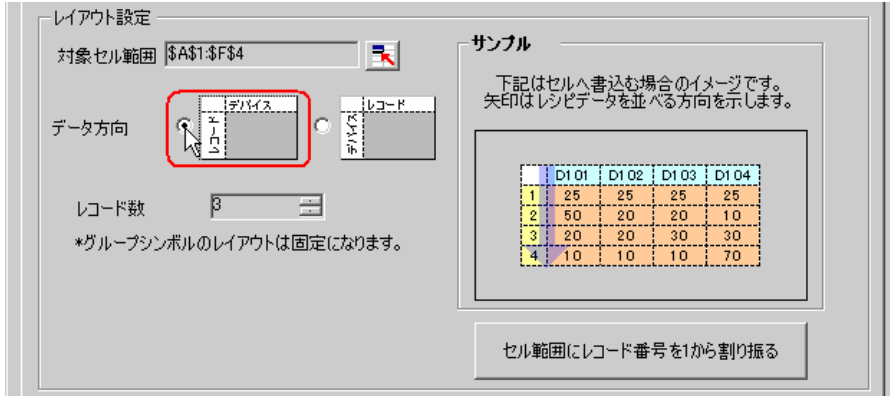 レイアウト設定
対象セル範囲 $A$1:$F$4
データ方向
デバイス
レコード
レコード
デバイス
レコード数 3
*グループシンボルのレイアウトは固定になります。
サンプル
下記はセルへ書込む場合のイメージです。
矢印はレシピデータを並べる方向を示します。
D101 D102 D103 D104
1 25 25 25 25
2 50 20 20 10
3 20 20 30 30
4 10 10 10 70
セル範囲にレコード番号を1から割り振る